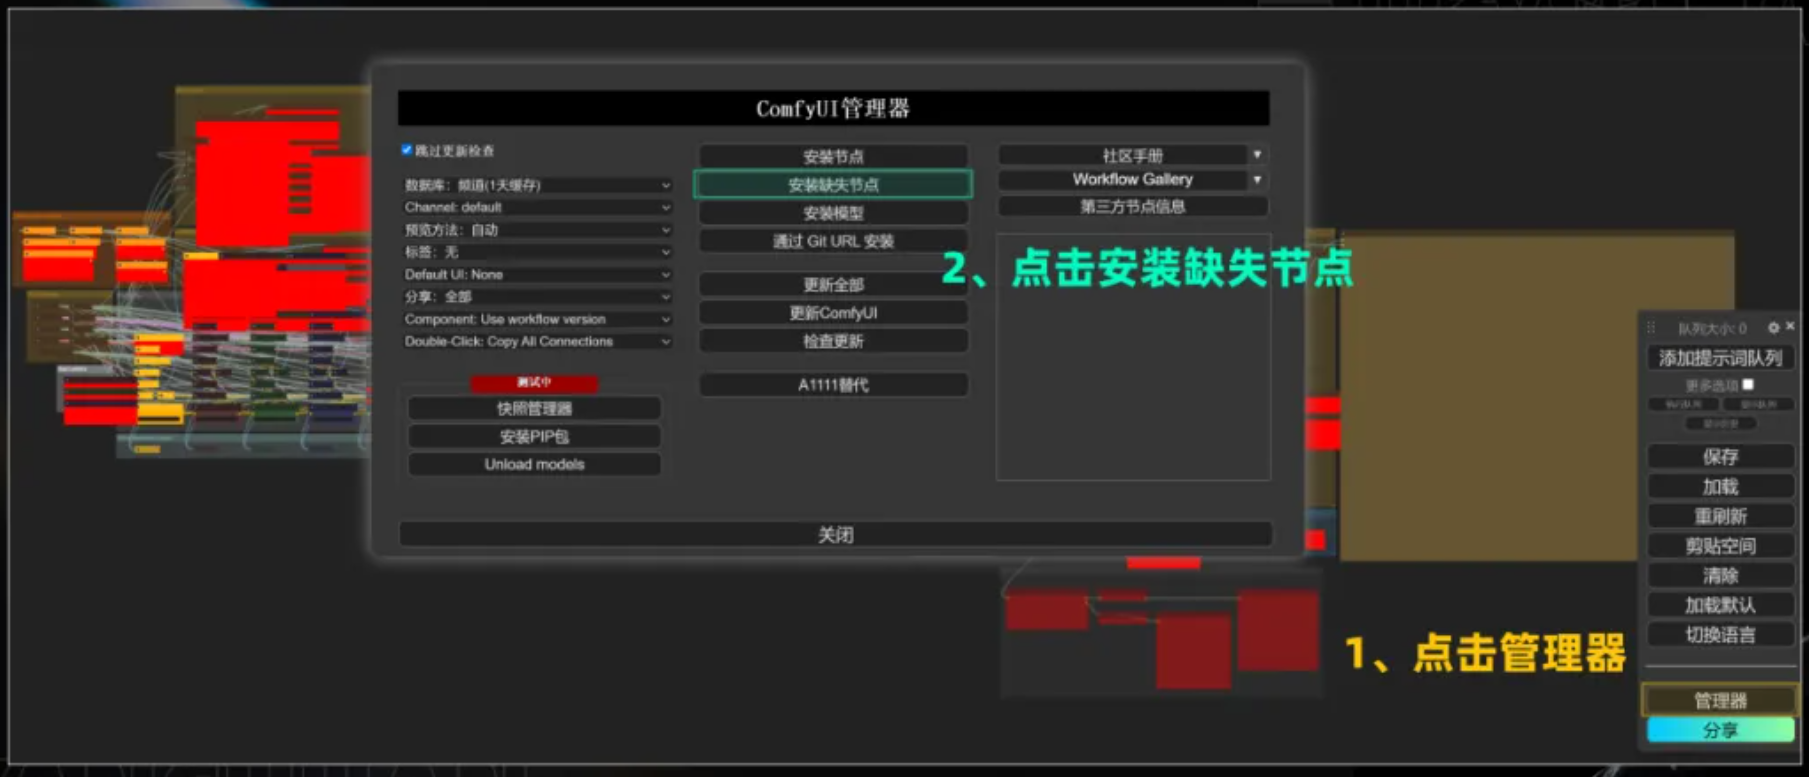 ComfyUI管理器
跳过更新检查
数据库：频道(1天缓存)
Channel: default
预览方法：自动
标签：无
Default UI: None
分享：全部
Component: Use workflow version
Double-Click: Copy All Connections
测试中
快照管理器
安装PIP包
Unload models
安装节点
安装缺失节点
安装模型
通过 Git URL 安装
更新全部
更新ComfyUI
检查更新
A1111替代
社区手册
Workflow Gallery
第三方节点信息
关闭
2、点击安装缺失节点
1、点击管理器
队列大小: 0
添加提示词队列
更多选项
保存
加载
重刷新
剪贴空间
清除
加载默认
切换语言
管理器
分享